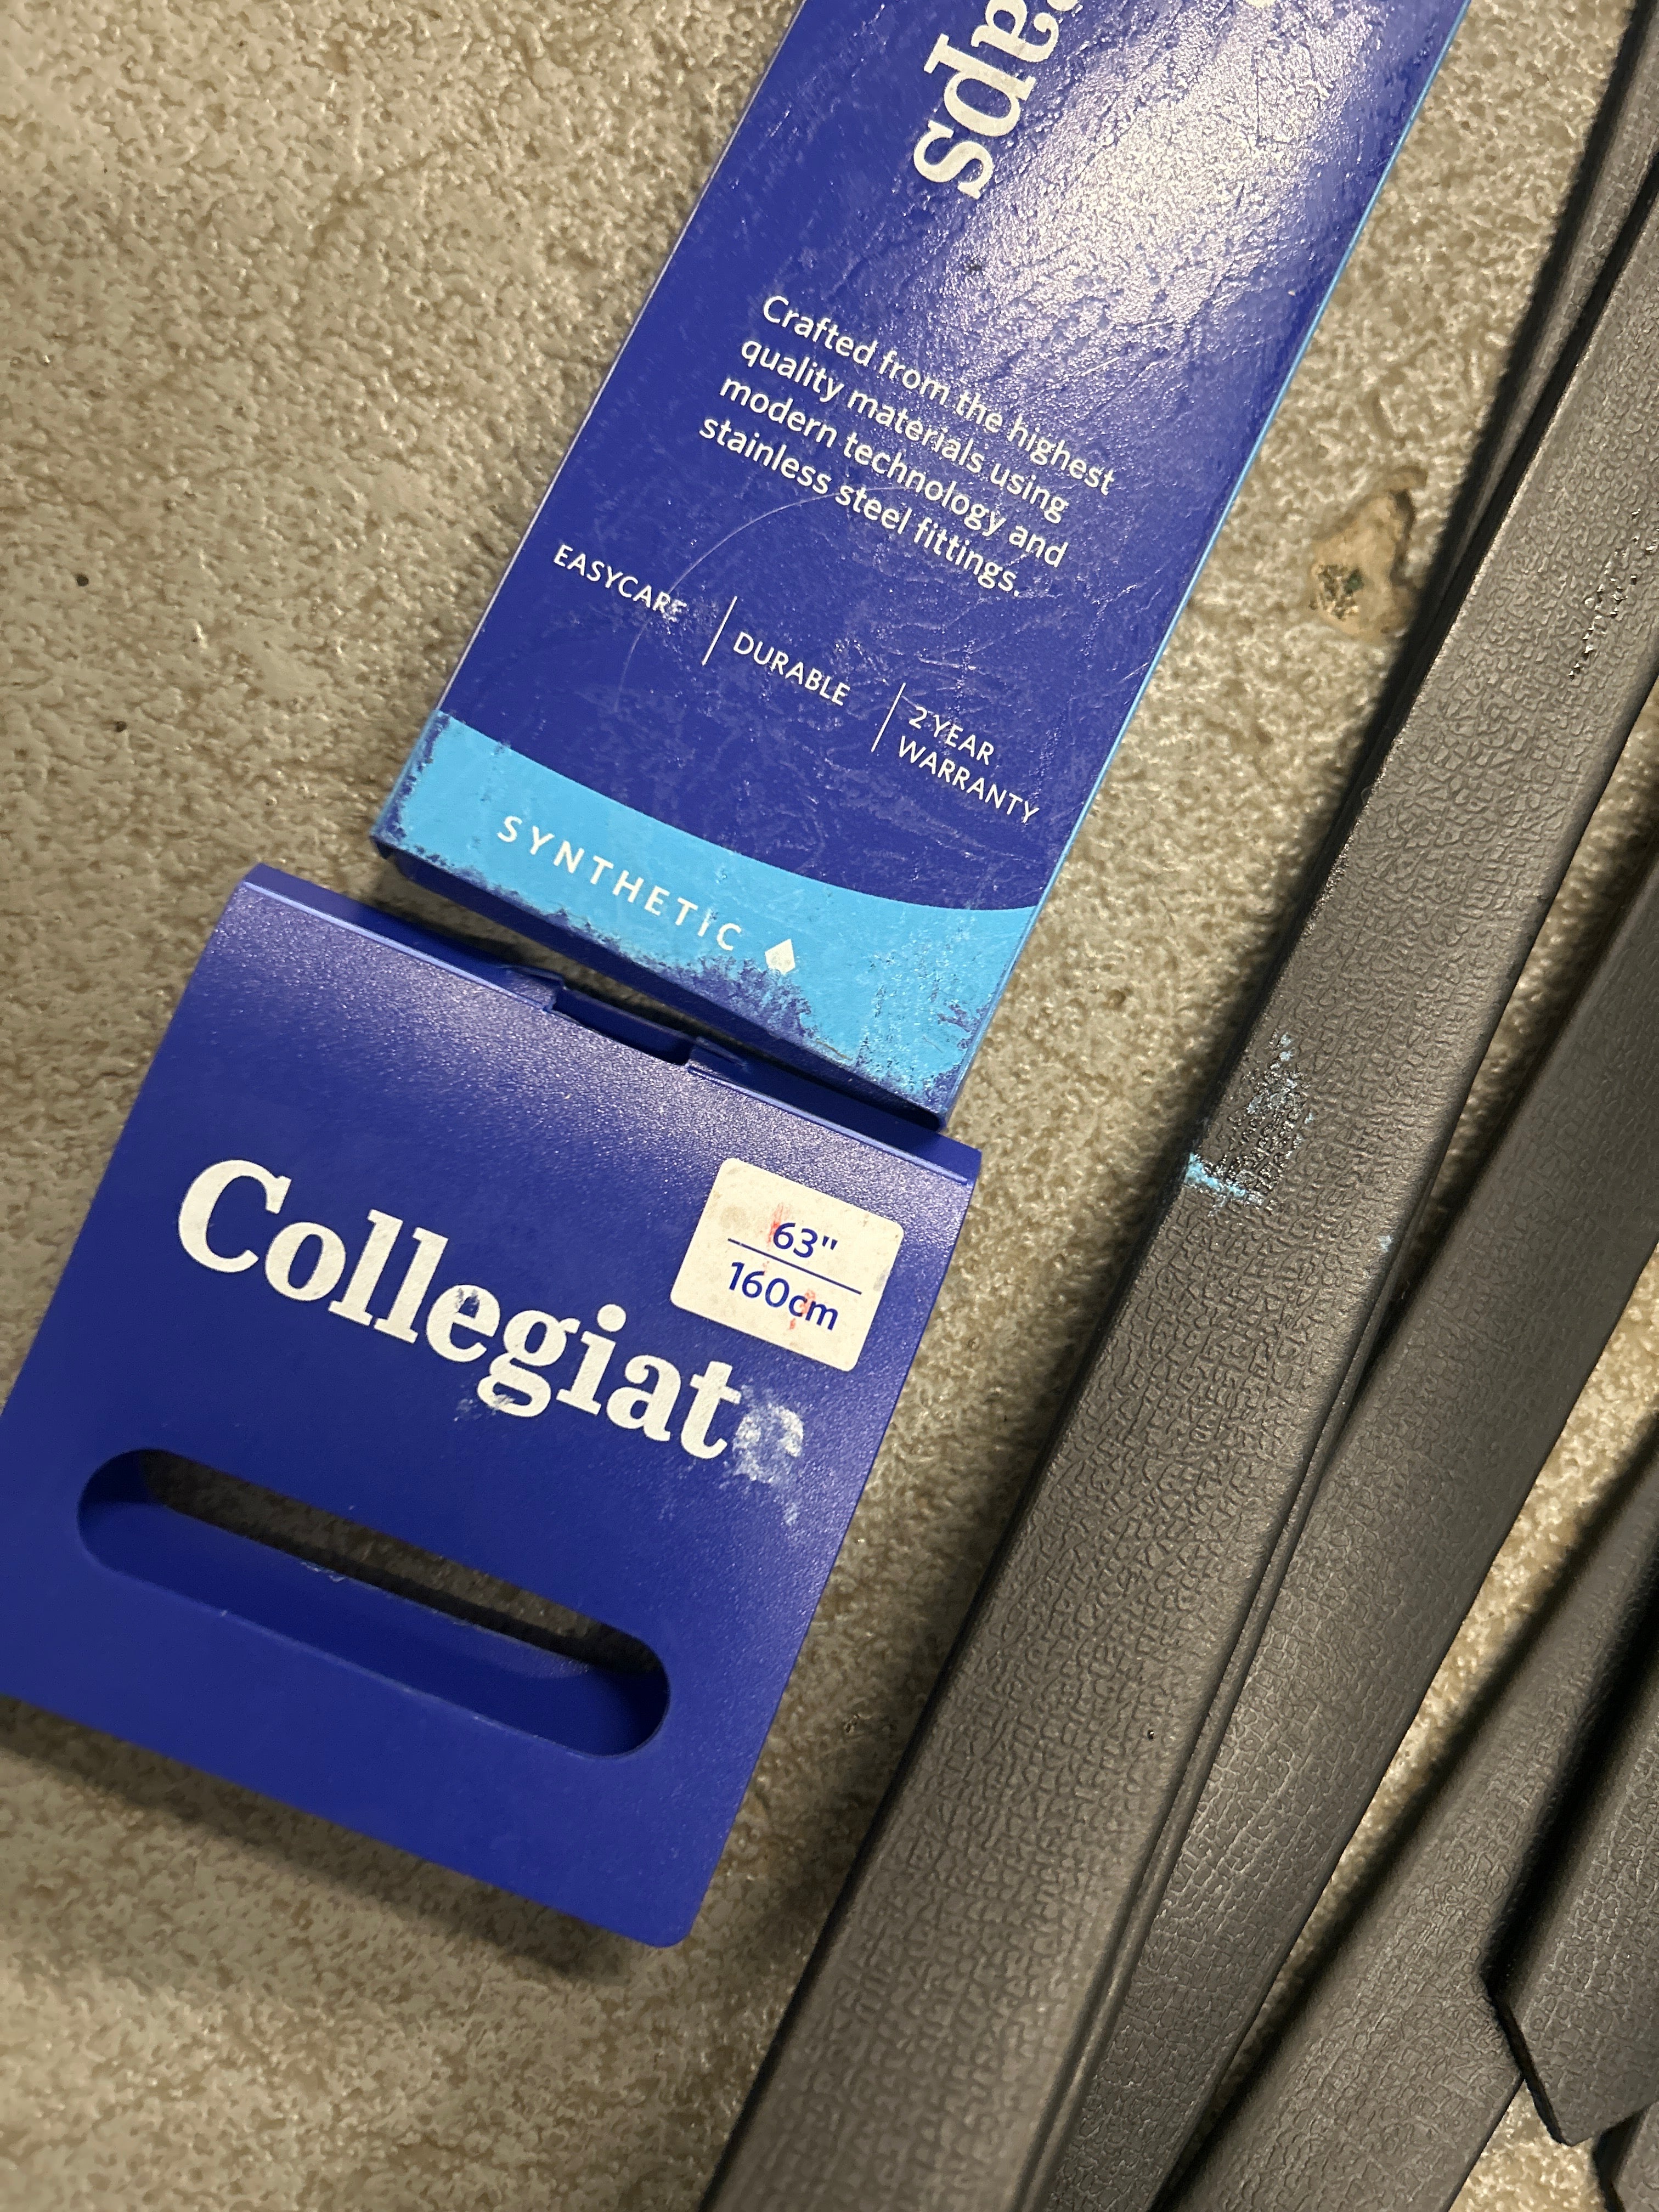 Crafted from the highest
quality materials using
modern technology and
stainless steel fittings.
EASYCARE
DURABLE
2 YEAR
WARRANTY
SYNTHETIC
Collegiate
63"
160cm